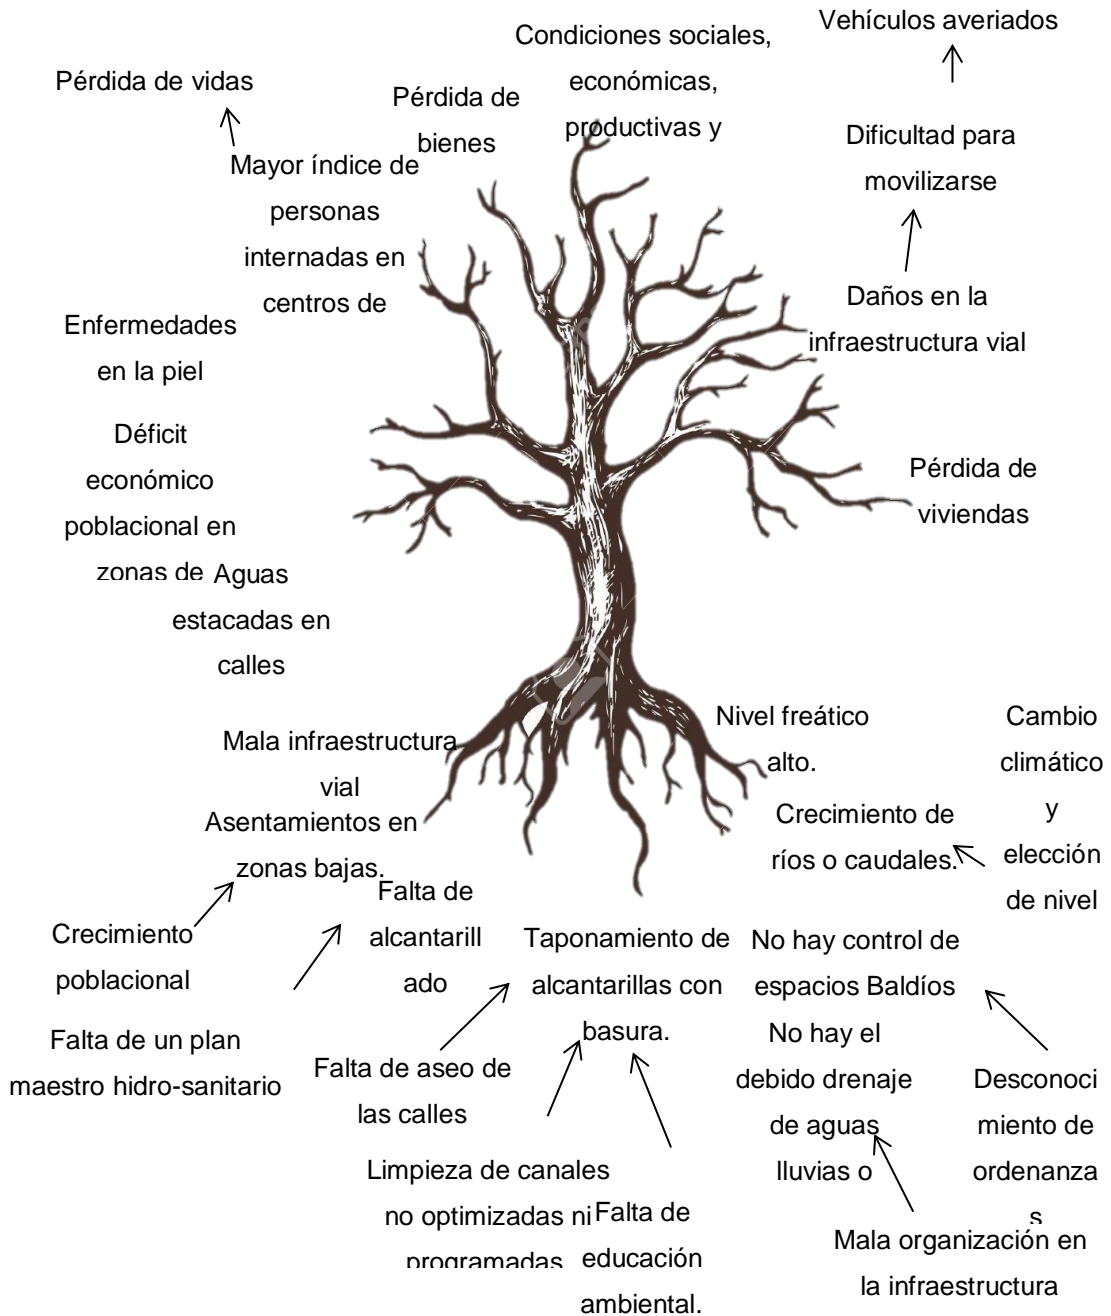 Vehículos averiados
Condiciones sociales,
económicas,
productivas y
Pérdida de vidas
Pérdida de
bienes
Dificultad para
movilizarse
Mayor índice de
personas
internadas en
centros de
Daños en la
infraestructura vial
Enfermedades
en la piel
Déficit
económico
poblacional en
zonas de
Pérdida de
viviendas
Aguas
estacadas en
calles
Nivel freático
alto.
Cambio
climático
y
elección
de nivel
Mala infraestructura
vial
Asentamientos en
zonas bajas.
Crecimiento de
ríos o caudales.
Falta de
alcantarill
ado
Crecimiento
poblacional
Taponamiento de
alcantarillas con
basura.
No hay control de
espacios Baldíos
No hay el
debido drenaje
de aguas
lluvias o
Falta de un plan
maestro hidro-sanitario
Falta de aseo de
las calles
Desconoci
miento de
ordenanza
s
Limpieza de canales
no optimizadas ni
programadas
Falta de
educación
ambiental.
Mala organización en
la infraestructura